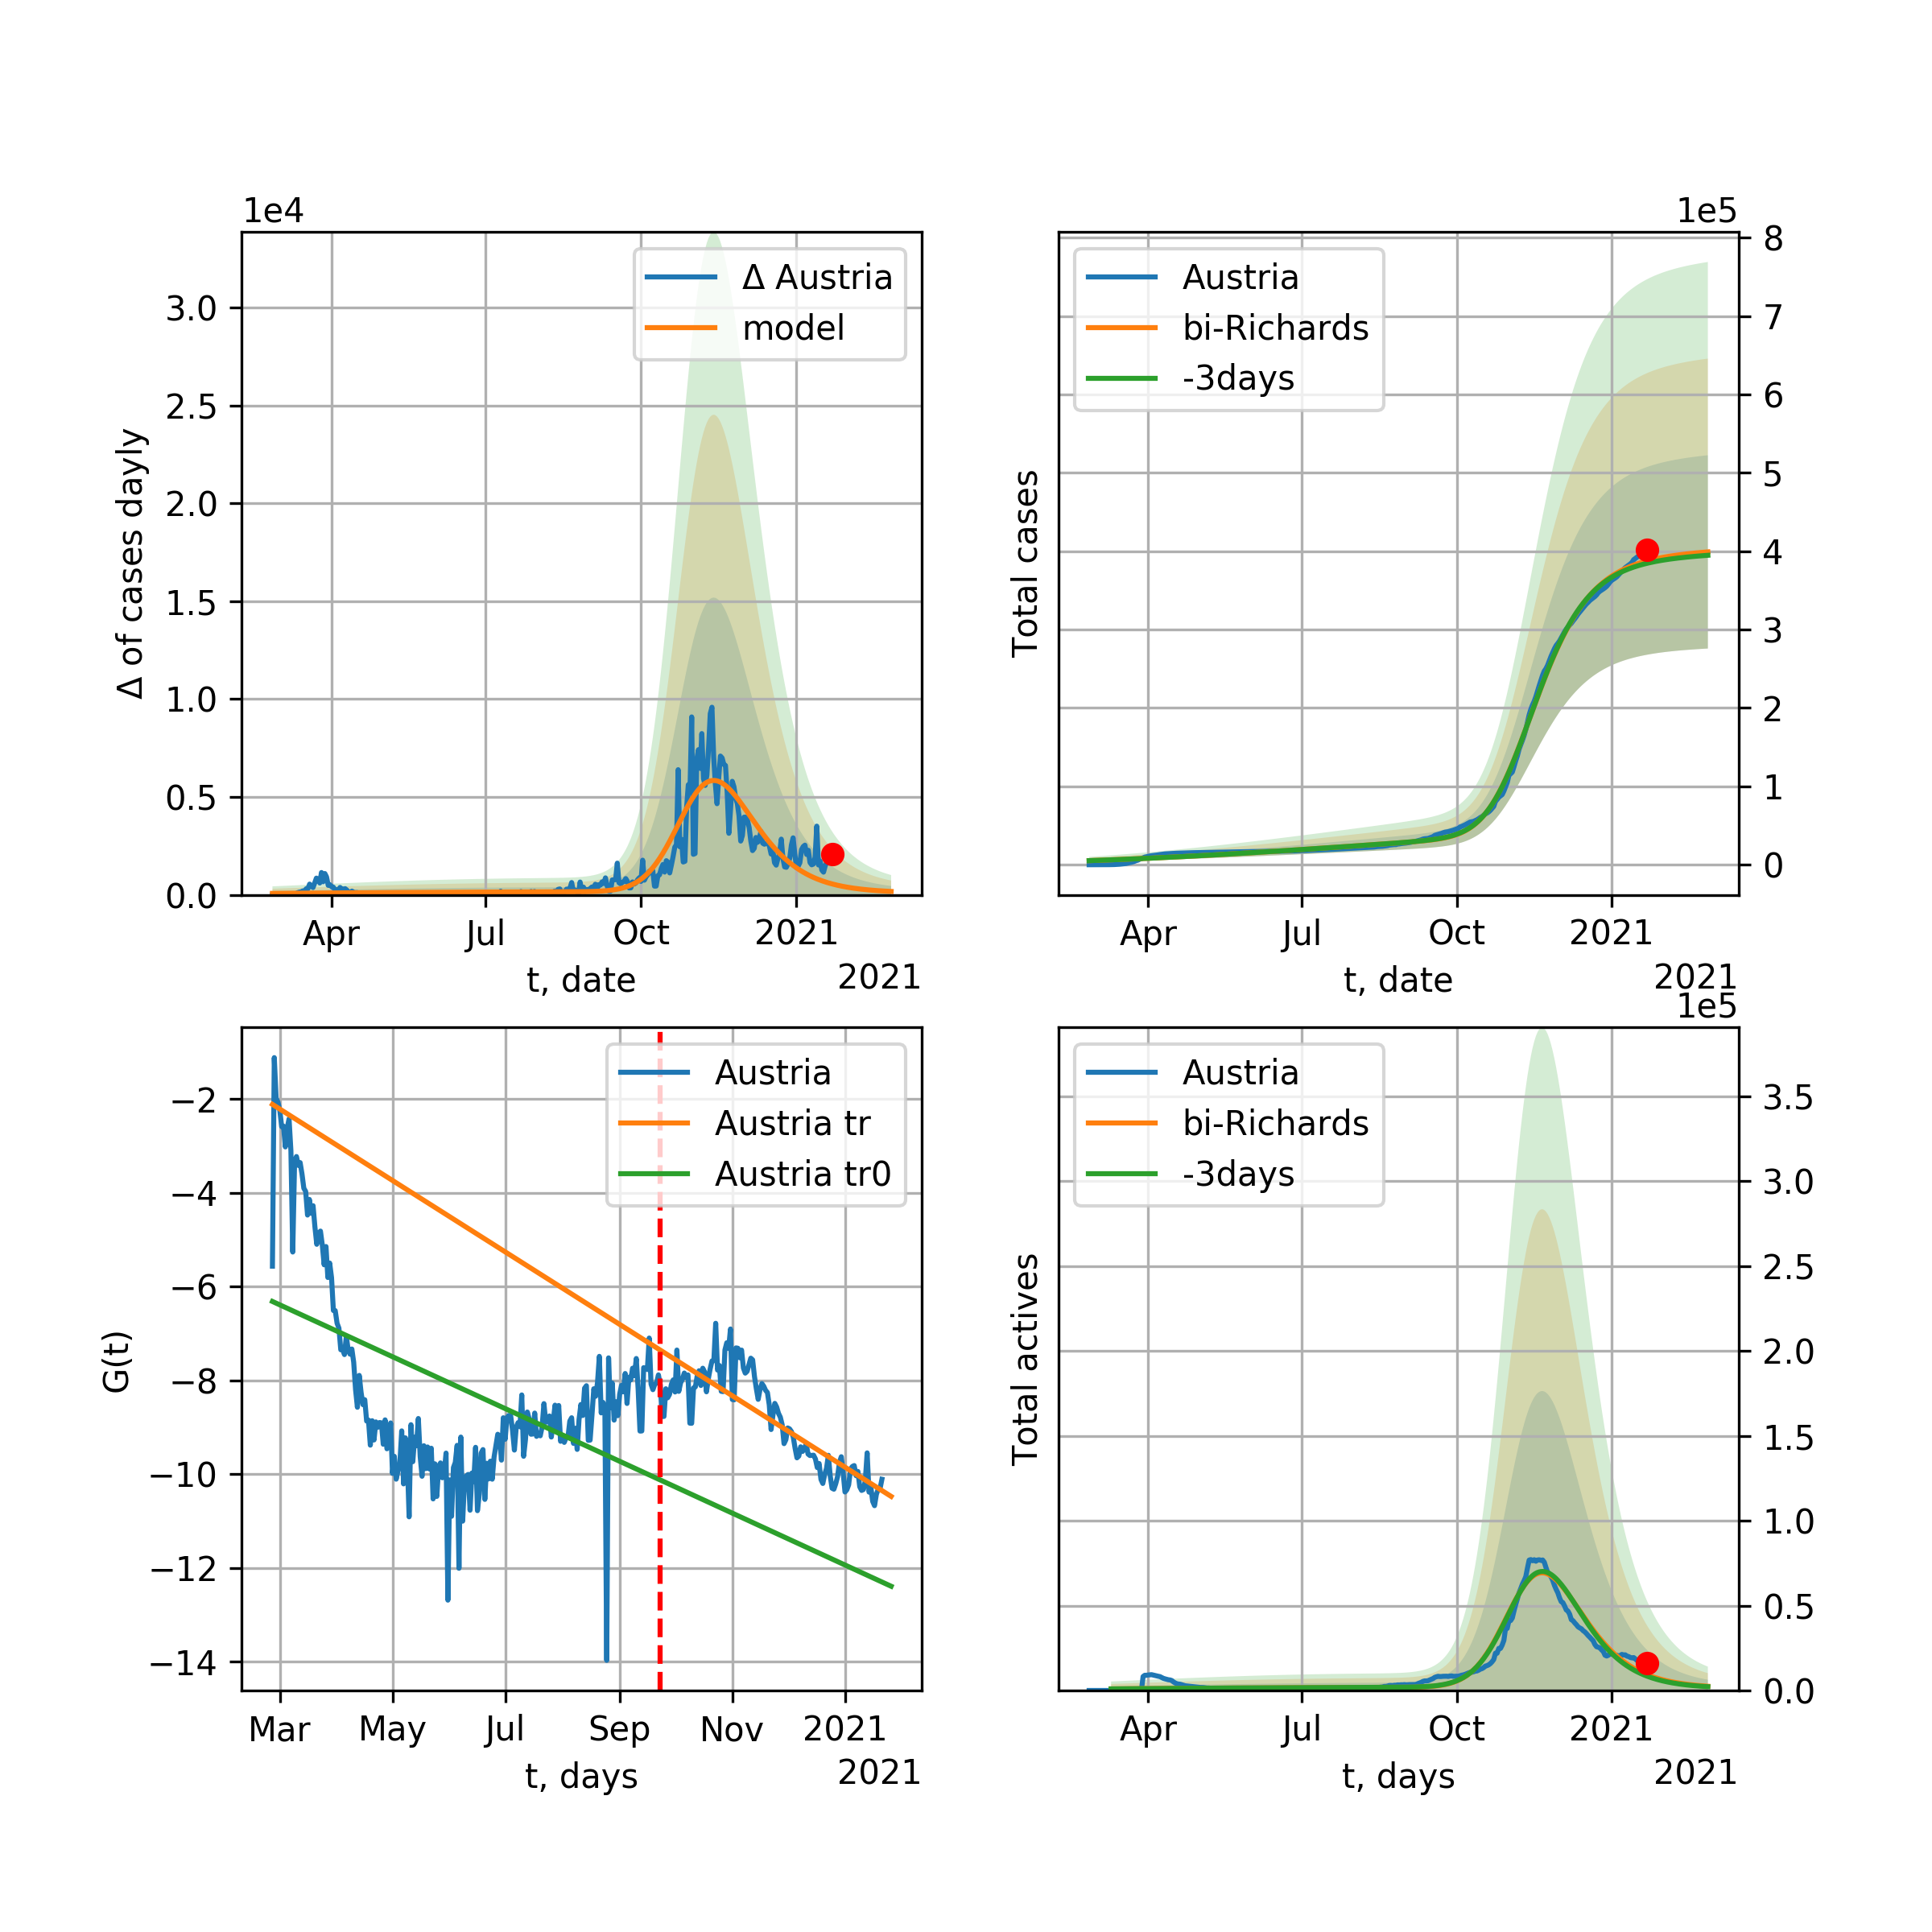 1e4
Δ of cases dayly
3.0
2.5
2.0
1.5
1.0
0.5
0.0
Δ Austria
model
Apr
Jul
Oct
2021
t, date
2021
1e5
Total cases
Austria
bi-Richards
-3days
8
7
6
5
4
3
2
1
0
Apr
Jul
Oct
2021
t, date
2021
G(t)
−2
−4
−6
−8
−10
−12
−14
Austria
Austria tr
Austria tr0
Mar
May
Jul
Sep
Nov
2021
t, days
2021
1e5
Total actives
Austria
bi-Richards
-3days
3.5
3.0
2.5
2.0
1.5
1.0
0.5
0.0
Apr
Jul
Oct
2021
t, days
2021